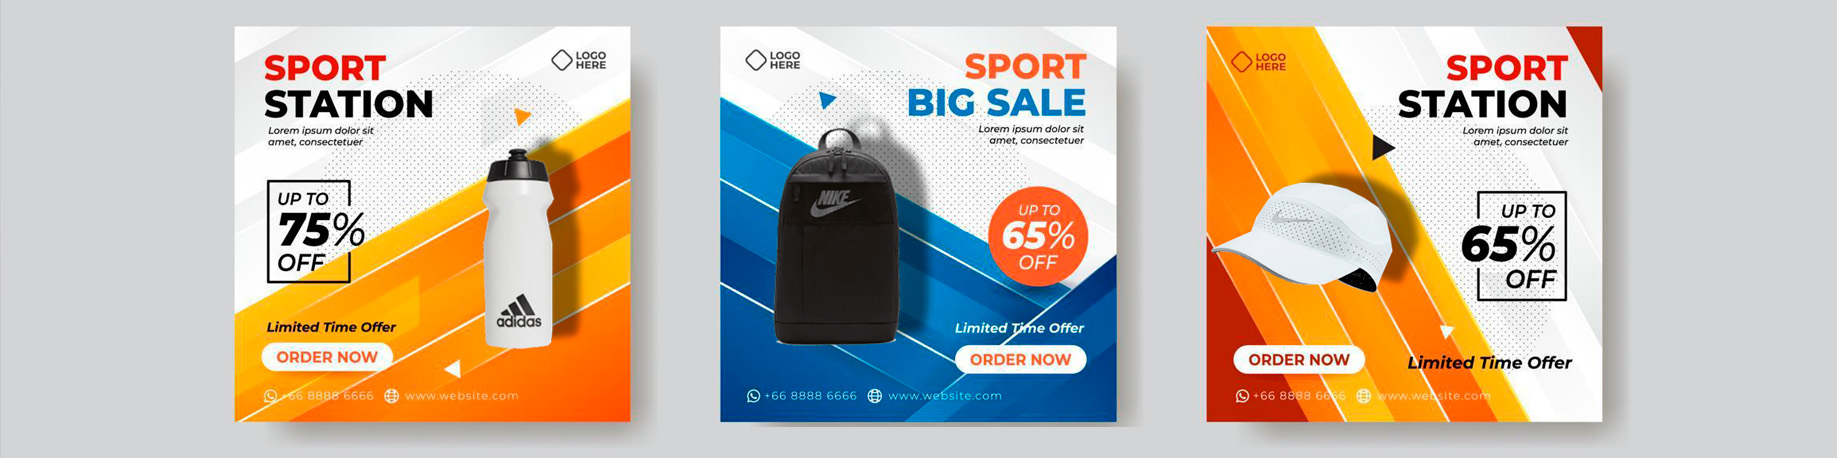 SPORT
STATION
Lorem ipsum dolor sit
amet, consectetuer
LOGO
HERE
UP TO
75%
OFF
adidas
Limited Time Offer
ORDER NOW
+66 8888 6666
www.website.com
LOGO
HERE
SPORT
BIG SALE
Lorem ipsum dolor sit
amet, consectetuer
NIKE
UP TO
65%
OFF
Limited Time Offer
ORDER NOW
+66 8888 6666
www.website.com
LOGO
HERE
SPORT
STATION
Lorem ipsum dolor sit
amet, consectetuer
UP TO
65%
OFF
ORDER NOW
Limited Time Offer
+66 8888 6666
www.website.com